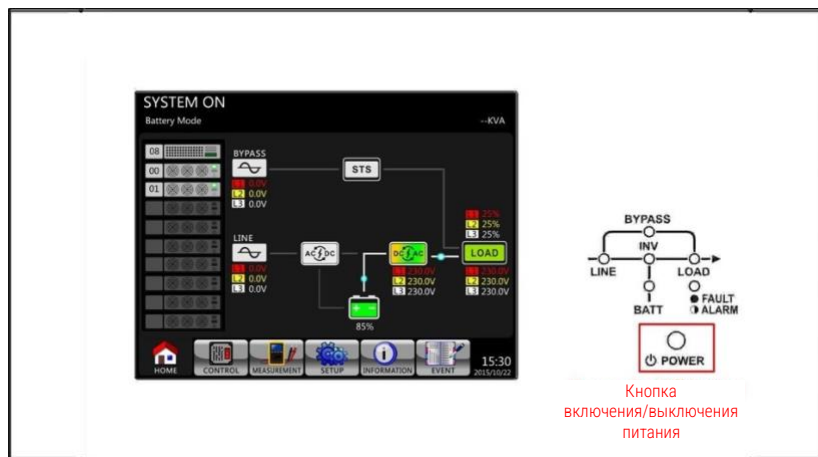 SYSTEM ON
Battery Mode
--KVA
08
00
01
BYPASS
L1 0.0V
L2 0.0V
L3 0.0V
STS
LINE
L1 0.0V
L2 0.0V
L3 0.0V
AC DC
DC AC
L1 230.0V
L2 230.0V
L3 230.0V
L1 25%
L2 25%
L3 25%
LOAD
L1 230.0V
L2 230.0V
L3 230.0V
85%
HOME
CONTROL
MEASUREMENT
SETUP
INFORMATION
EVENT
15:30
2015/10/22
BYPASS
INV
LINE
LOAD
BATT
FAULT
ALARM
POWER
Кнопка
включения/выключения
питания